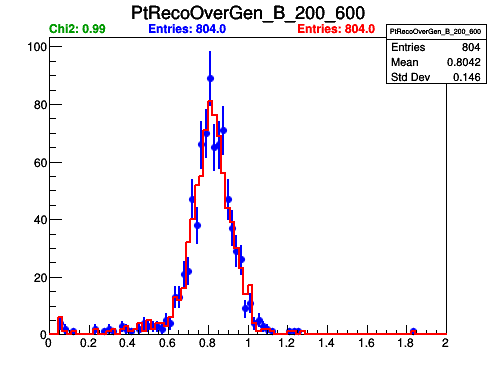 PtRecoOverGen_B_200_600
Chi2: 0.99 Entries: 804.0 Entries: 804.0
PtRecoOverGen_B_200_600
Entries 804
Mean 0.8042
Std Dev 0.146
100
80
60
40
20
0
0 0.2 0.4 0.6 0.8 1 1.2 1.4 1.6 1.8 2